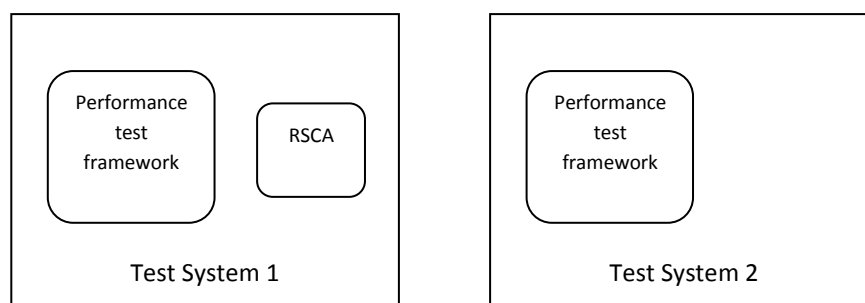 Performance
test
framework
RSCA
Test System 1
Performance
test
framework
Test System 2